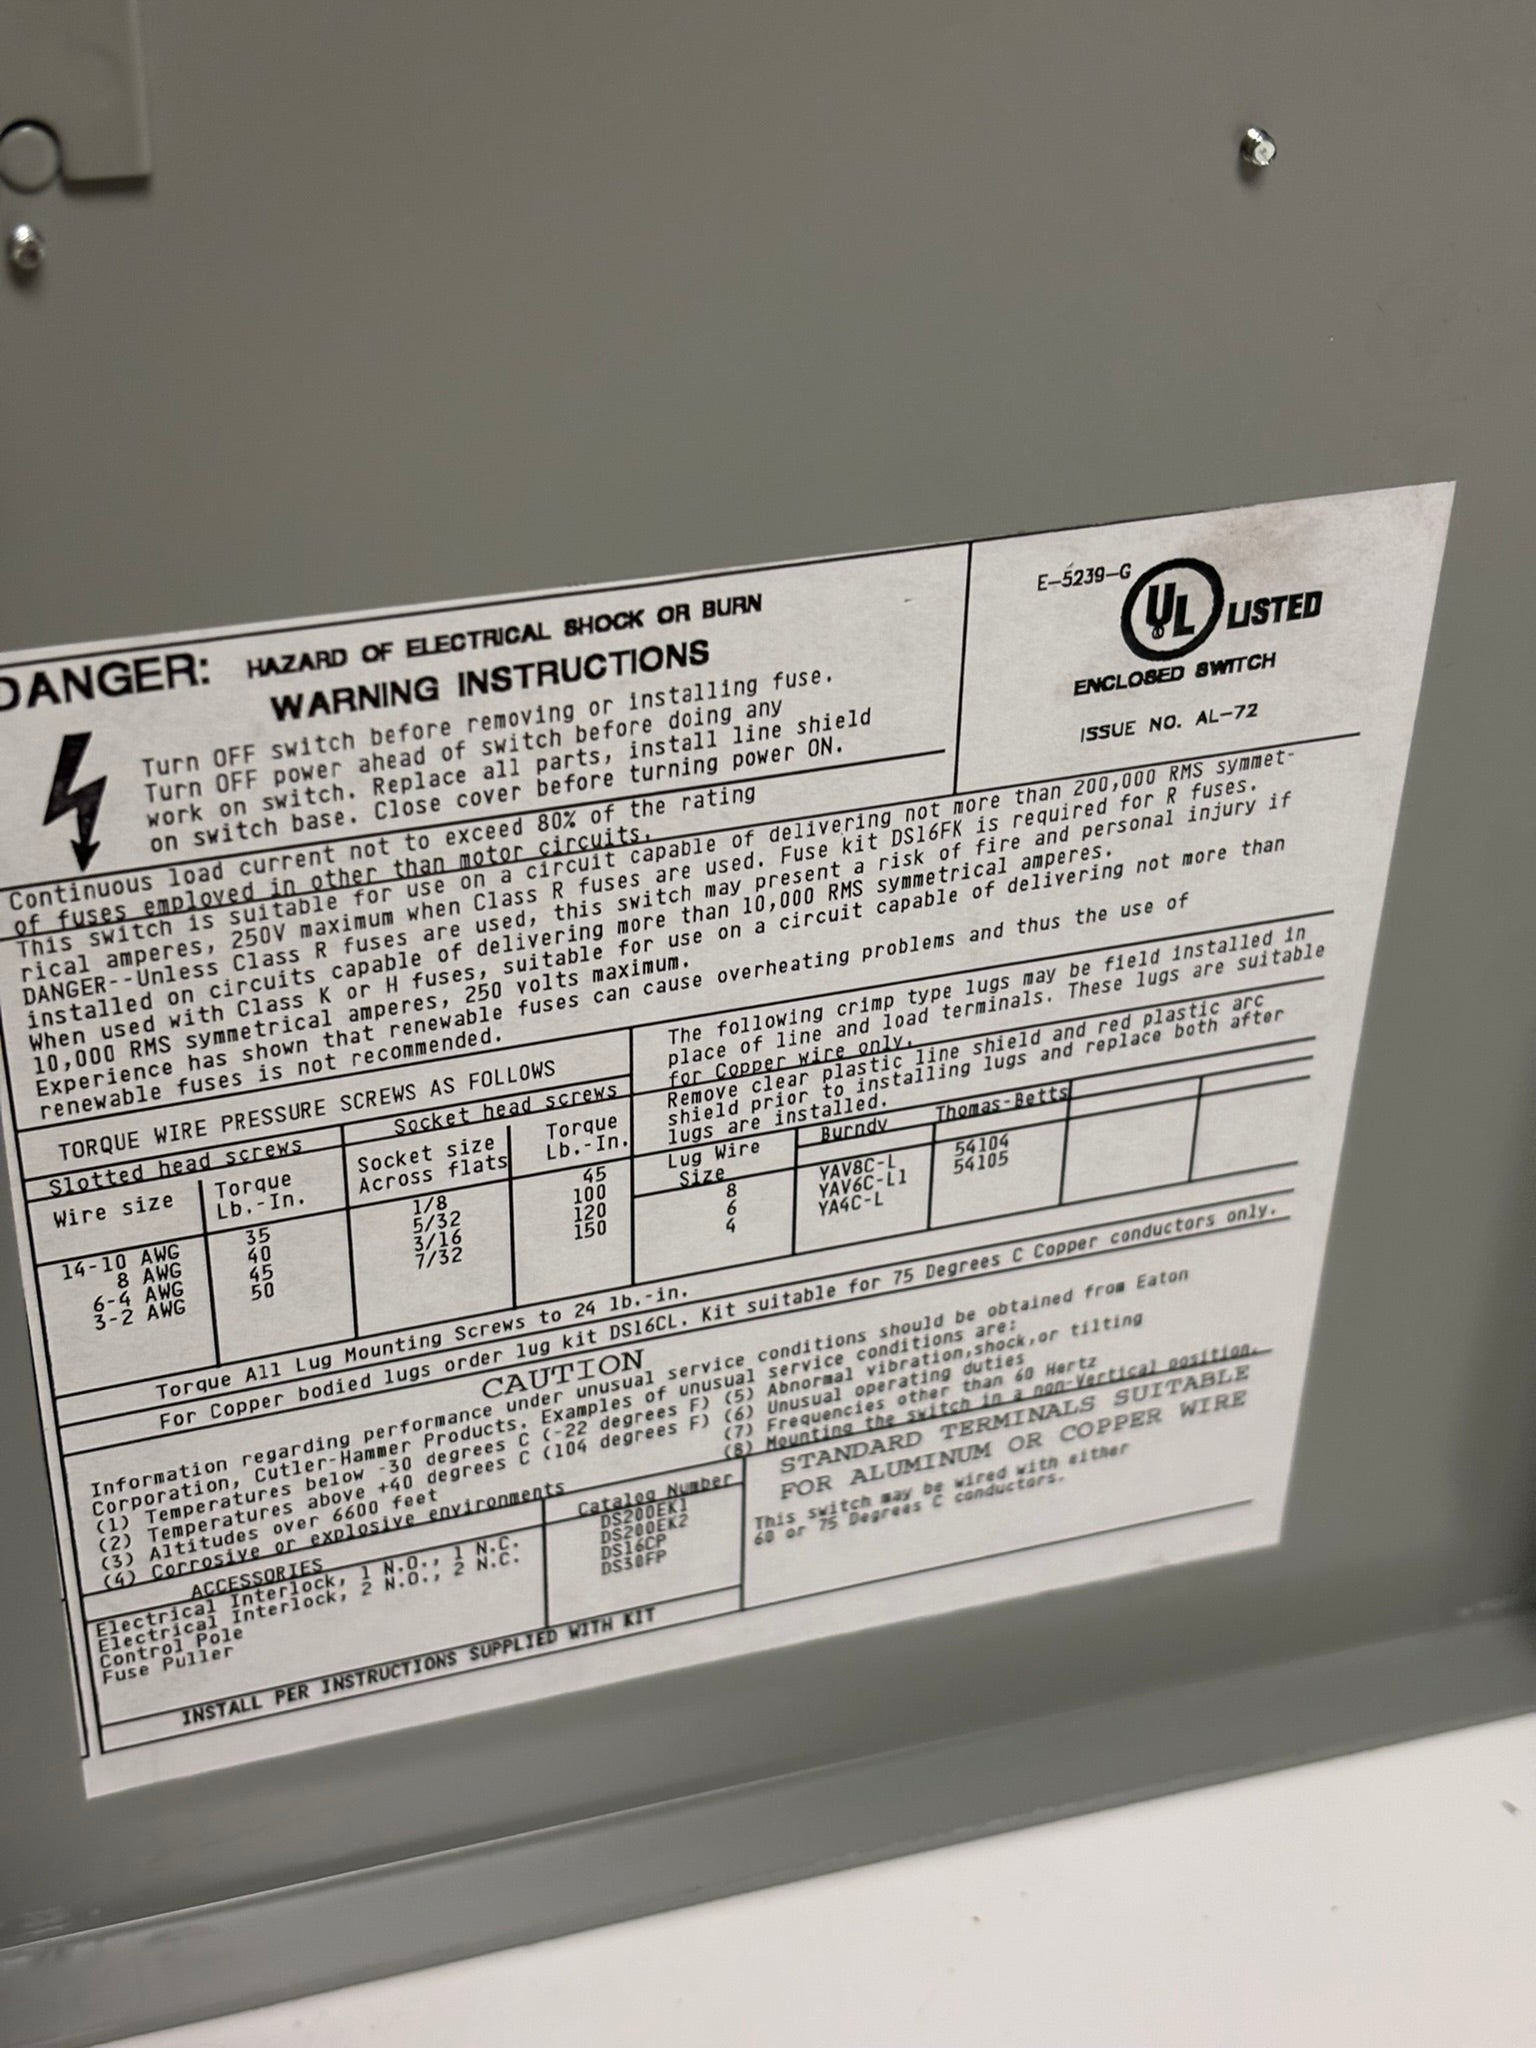 DANGER: HAZARD OF ELECTRICAL SHOCK OR BURN
WARNING INSTRUCTIONS
Turn OFF switch before removing or installing fuse.
Turn OFF power ahead of switch before doing any
work on switch. Replace all parts, install line shield
on switch base. Close cover before turning power ON.
E-5239-G
UL LISTED
ENCLOSED SWITCH
ISSUE NO. AL-72
Continuous load current not to exceed 80% of the rating
of fuses employed in other than motor circuits.
This switch is suitable for use on a circuit capable of delivering not more than 200,000 RMS symmet-
rical amperes, 250V maximum when Class R fuses are used. Fuse kit DS16FK is required for R fuses.
DANGER--Unless Class R fuses are used, this switch may present a risk of fire and personal injury if
installed on circuits capable of delivering more than 10,000 RMS symmetrical amperes.
When used with Class K or H fuses, suitable for use on a circuit capable of delivering not more than
10,000 RMS symmetrical amperes, 250 volts maximum.
Experience has shown that renewable fuses can cause overheating problems and thus the use of
renewable fuses is not recommended.
TORQUE WIRE PRESSURE SCREWS AS FOLLOWS
Slotted head screws
Socket head screws
Wire size
Torque
Lb.-In.
Socket size
Across flats
Torque
Lb.-In.
14-10 AWG 35 1/8 45
8 AWG 40 5/32 100
6-4 AWG 45 3/16 120
3-2 AWG 50 7/32 150
The following crimp type lugs may be field installed in
place of line and load terminals. These lugs are suitable
for Copper wire only.
Remove clear plastic line shield and red plastic arc
shield prior to installing lugs and replace both after
lugs are installed.
Lug Wire
Size
Burndy
Thomas-Betts
8 YAV8C-L 54104
6 YAV6C-L1 54105
4 YA4C-L
Torque All Lug Mounting Screws to 24 lb.-in.
For Copper bodied lugs order lug kit DS16CL. Kit suitable for 75 Degrees C Copper conductors only.
CAUTION
Information regarding performance under unusual service conditions should be obtained from Eaton
Corporation, Cutler-Hammer Products. Examples of unusual service conditions are:
(1) Temperatures below -30 degrees C (-22 degrees F) (5) Abnormal vibration,shock,or tilting
(2) Temperatures above +40 degrees C (104 degrees F) (6) Unusual operating duties
(3) Altitudes over 6600 feet (7) Frequencies other than 60 Hertz
(4) Corrosive or explosive environments (8) Mounting the switch in a non-Vertical position.
ACCESSORIES Catalog Number
Electrical Interlock, 1 N.O., 1 N.C. DS200EK1
Electrical Interlock, 2 N.O., 2 N.C. DS200EK2
Control Pole DS16CP
Fuse Puller DS30FP
INSTALL PER INSTRUCTIONS SUPPLIED WITH KIT
STANDARD TERMINALS SUITABLE
FOR ALUMINUM OR COPPER WIRE
This switch may be wired with either
60 or 75 Degrees C conductors.